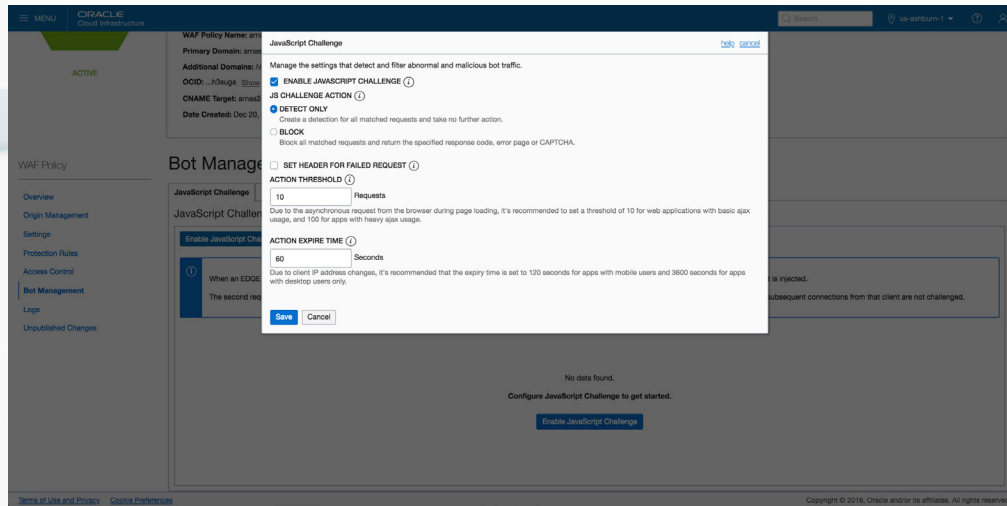 MENU
ORACLE
Cloud Infrastructure
Search
us-ashburn-1
ACTIVE
WAF Policy Name:
Primary Domain:
Additional Domains:
OCID: ...h3suga Show
CNAME Target:
Date Created: Dec 20,
JavaScript Challenge
help cancel
Manage the settings that detect and filter abnormal and malicious bot traffic.
ENABLE JAVASCRIPT CHALLENGE
JS CHALLENGE ACTION
DETECT ONLY
Create a detection for all matched requests and take no further action.
BLOCK
Block all matched requests and return the specified response code, error page or CAPTCHA.
SET HEADER FOR FAILED REQUEST
ACTION THRESHOLD
10 Requests
Due to the asynchronous request from the browser during page loading, it's recommended to set a threshold of 10 for web applications with basic ajax
usage, and 100 for apps with heavy ajax usage.
ACTION EXPIRE TIME
60 Seconds
Due to client IP address changes, it's recommended that the expiry time is set to 120 seconds for apps with mobile users and 3600 seconds for apps
with desktop users only.
Save Cancel
WAF Policy
Overview
Origin Management
Settings
Protection Rules
Access Control
Bot Management
Logs
Unpublished Changes
Bot Manage
JavaScript Challenge
JavaScript Challen
Enable JavaScript Cha
When an EDGE
t is injected.
The second req
subsequent connections from that client are not challenged.
No data found.
Configure JavaScript Challenge to get started.
Enable JavaScript Challenge
Terms of Use and Privacy Cookie Preferences
Copyright © 2018, Oracle and/or its affiliates. All rights reserved